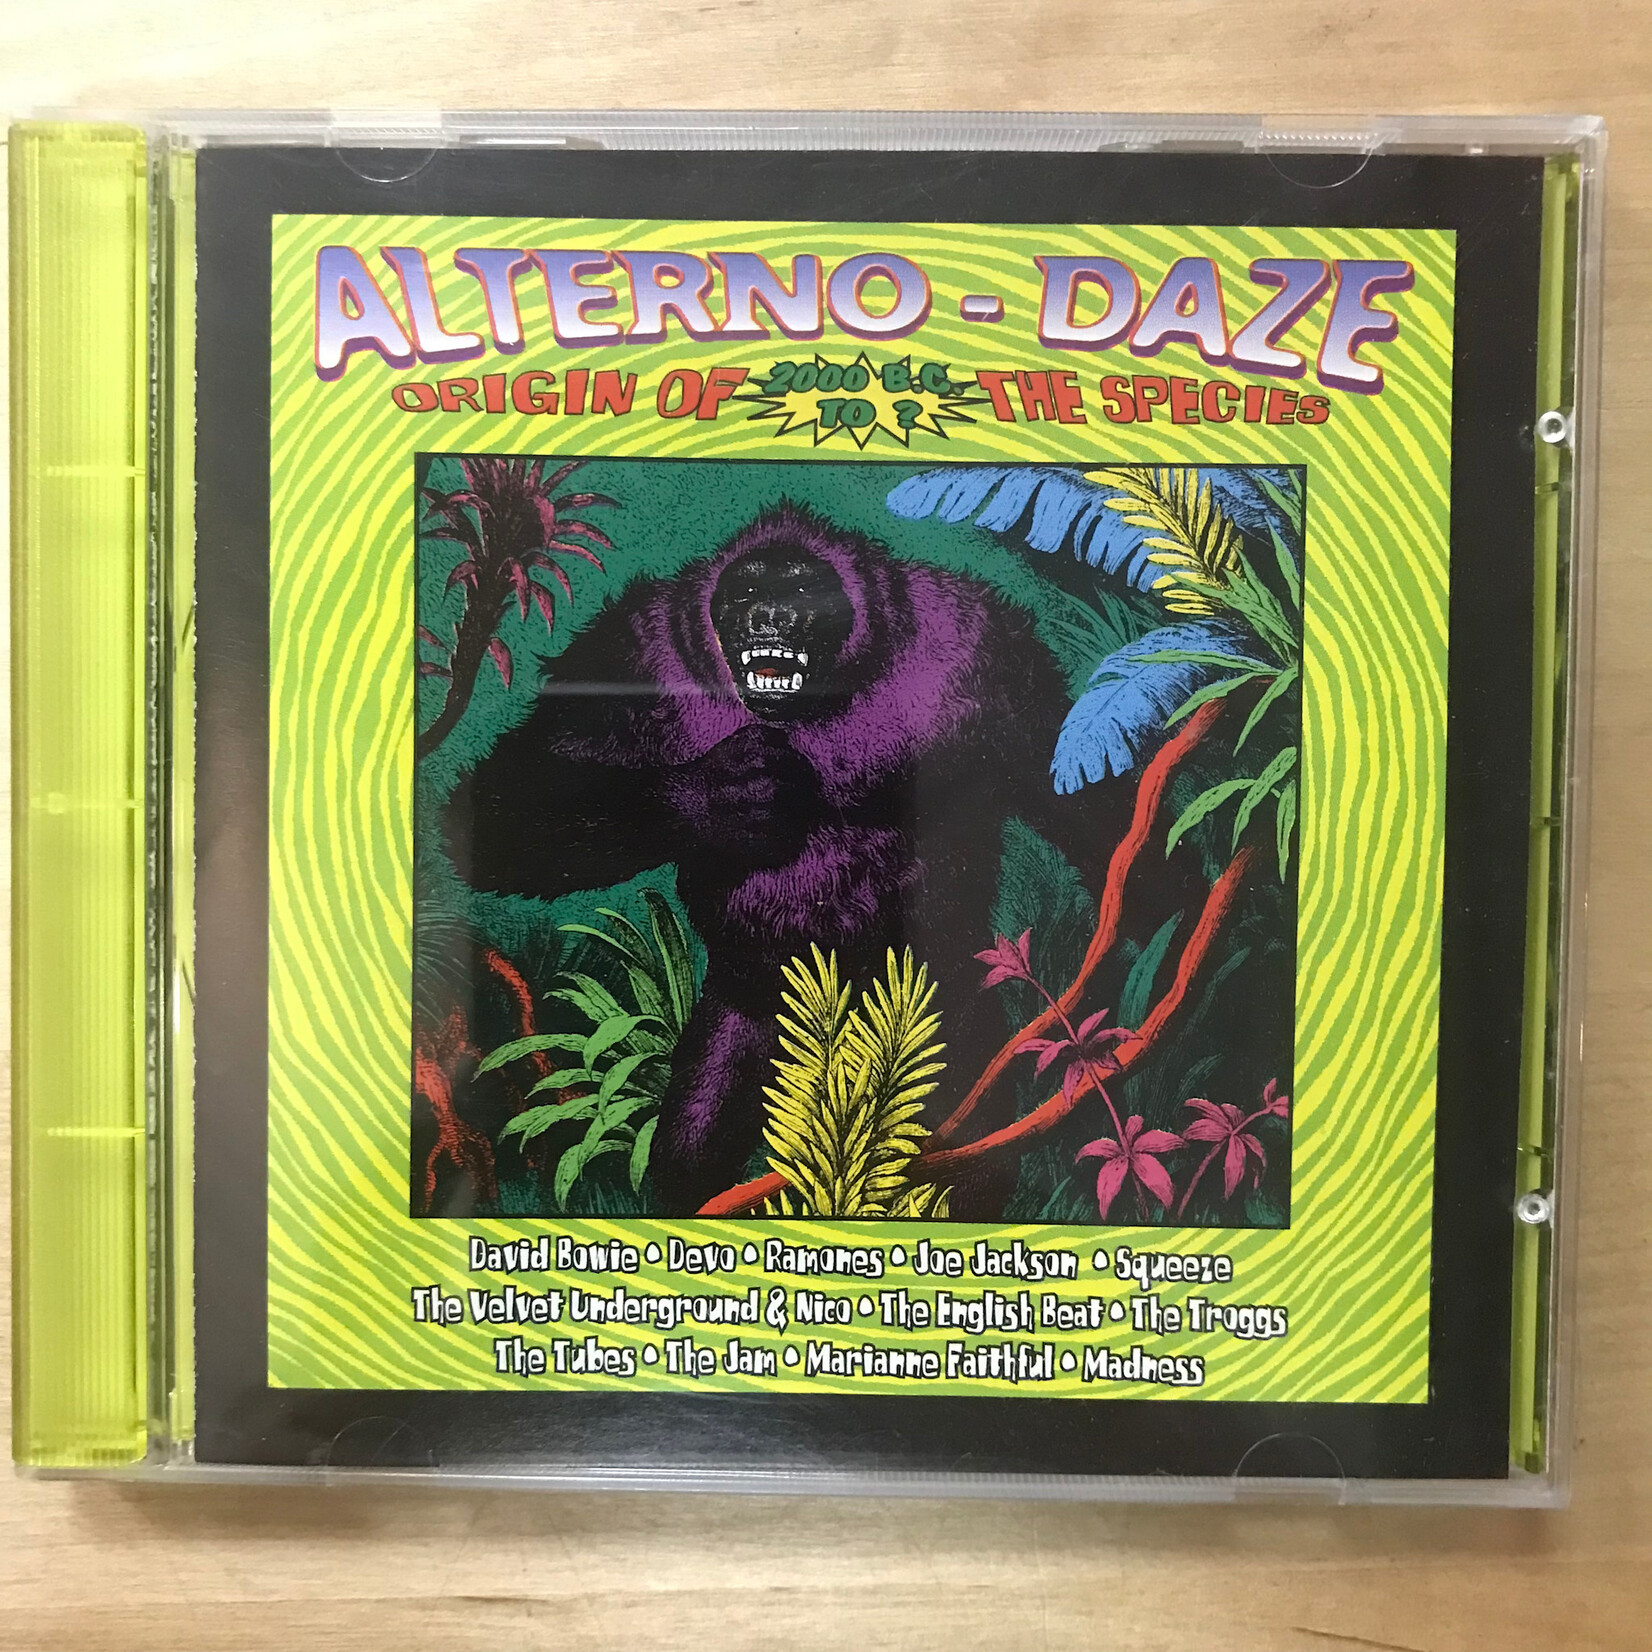 ALTERNO - DAZE
ORIGIN OF 2000 B.C. TO ? THE SPECIES
David Bowie • Devo • Ramones • Joe Jackson • Squeeze
The Velvet Underground & Nico • The English Beat • The Troggs
The Tubes • The Jam • Marianne Faithful • Madness